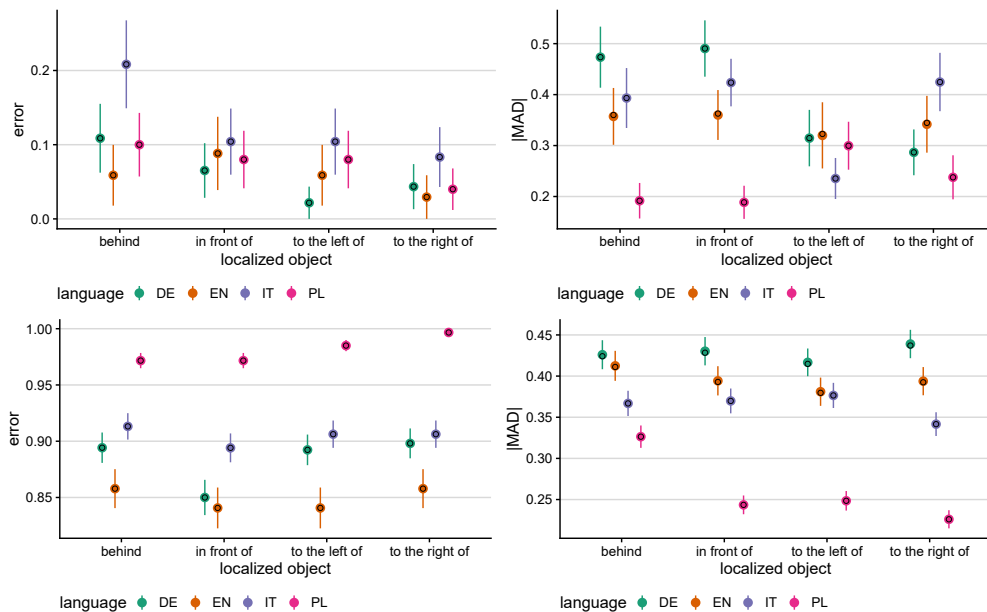 error
0.2
0.1
0.0
behind
in front of
to the left of
to the right of
localized object
language DE EN IT PL
|MAD|
0.5
0.4
0.3
0.2
behind
in front of
to the left of
to the right of
localized object
language DE EN IT PL
error
1.00
0.95
0.90
0.85
behind
in front of
to the left of
to the right of
localized object
language DE EN IT PL
|MAD|
0.45
0.40
0.35
0.30
0.25
behind
in front of
to the left of
to the right of
localized object
language DE EN IT PL